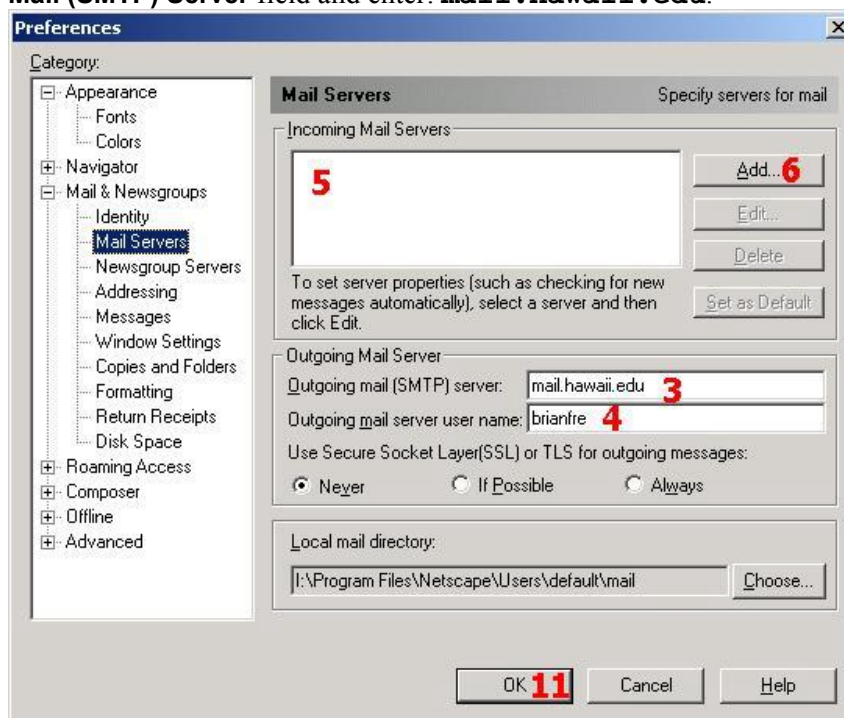 Mail (SMTP) Server field and enter: mail.hawaii.edu.
Preferences
Category:
Appearance
Fonts
Colors
Navigator
Mail & Newsgroups
Identity
Mail Servers
Newsgroup Servers
Addressing
Messages
Window Settings
Copies and Folders
Formatting
Return Receipts
Disk Space
Roaming Access
Composer
Offline
Advanced
Mail Servers Specify servers for mail
Incoming Mail Servers
5
Add... 6
Edit...
Delete
Set as Default
To set server properties (such as checking for new
messages automatically), select a server and then
click Edit.
Outgoing Mail Server
Outgoing mail (SMTP) server: mail.hawaii.edu 3
Outgoing mail server user name: brianfre 4
Use Secure Socket Layer(SSL) or TLS for outgoing messages:
Never If Possible Always
Local mail directory:
I:\Program Files\Netscape\Users\default\mail Choose...
OK 11 Cancel Help